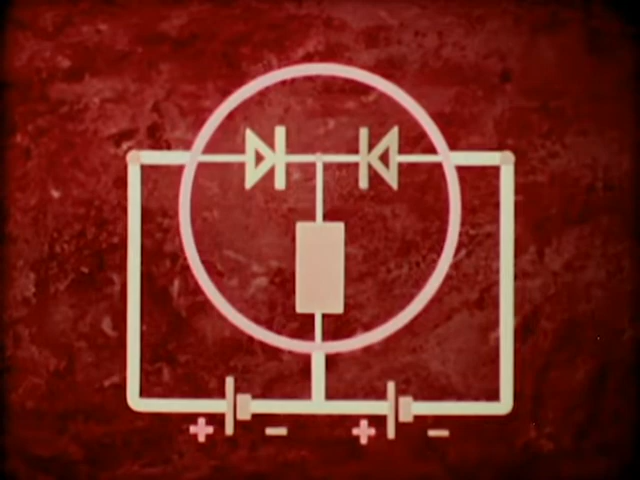 + − + −